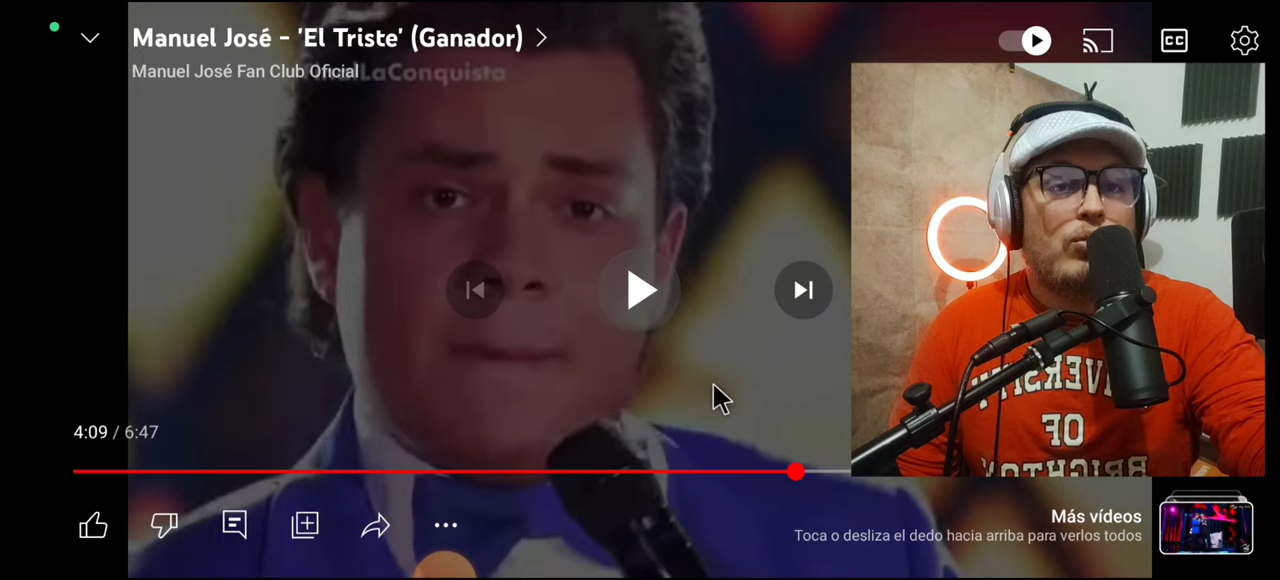 Manuel José - 'El Triste' (Ganador)
Manuel José Fan Club Oficial
LaConquista
CC
4:09 / 6:47
UNIVERSITY
OF
BRIGHTON
Más vídeos
Toca o desliza el dedo hacia arriba para verlos todos